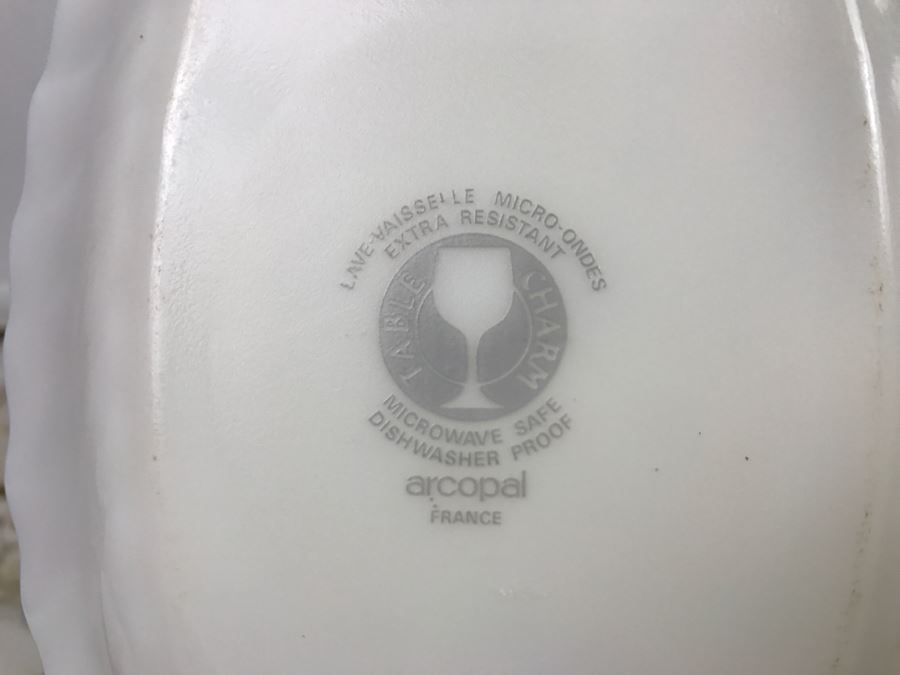 LAVE-VAISSELLE MICRO-ONDES
EXTRA RESISTANT
TABLE CHARM
MICROWAVE SAFE
DISHWASHER PROOF
arcopal
FRANCE